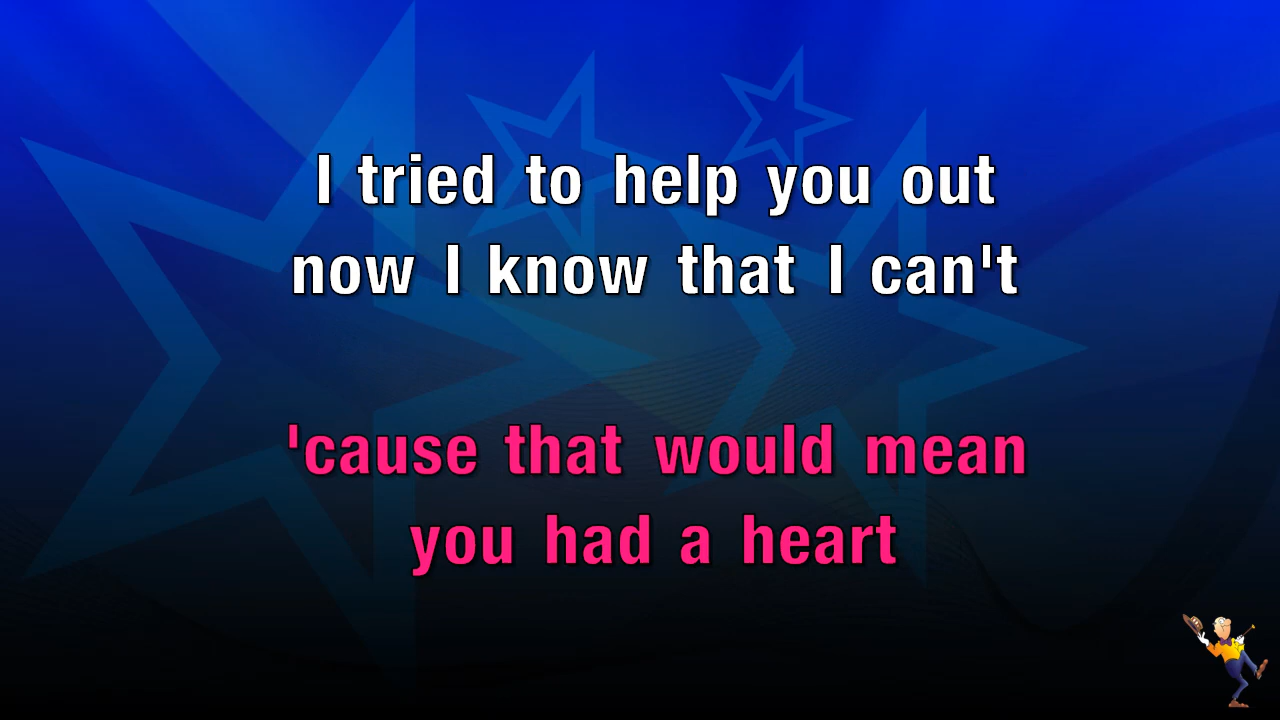 I tried to help you out
now I know that I can't
'cause that would mean
you had a heart